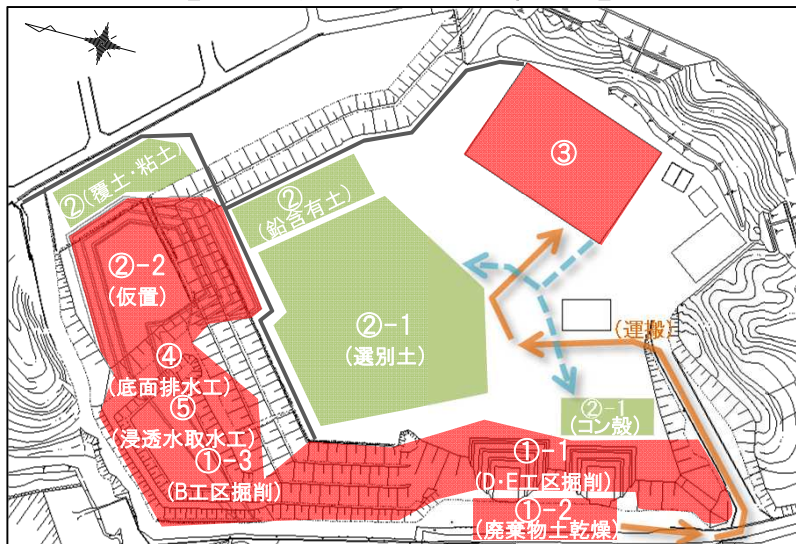 ③
②(覆土・粘土)
②
(鉛含有土)
②-2
(仮置)
②-1
(選別土)
(運搬)
④
(底面排水工)
⑤
(浸透水取水工)
①-3
(B工区掘削)
②-1
(コン殻)
①-1
(D・E工区掘削)
①-2
(廃棄物土乾燥)